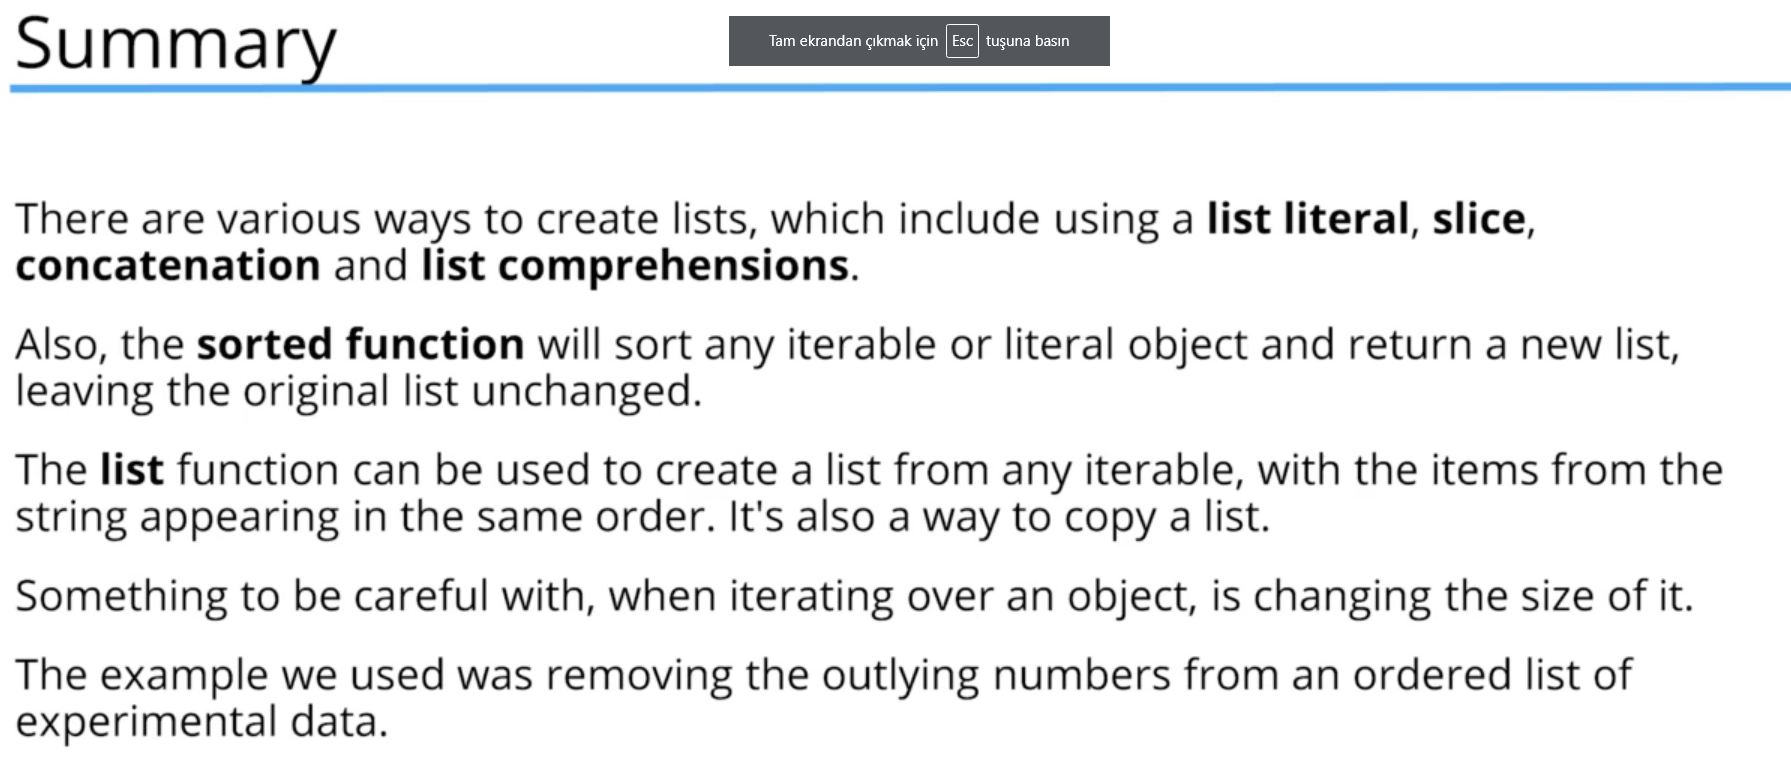 Summary
Tam ekrandan çıkmak için Esc tuşuna basın
There are various ways to create lists, which include using a list literal, slice,
concatenation and list comprehensions.
Also, the sorted function will sort any iterable or literal object and return a new list,
leaving the original list unchanged.
The list function can be used to create a list from any iterable, with the items from the
string appearing in the same order. It's also a way to copy a list.
Something to be careful with, when iterating over an object, is changing the size of it.
The example we used was removing the outlying numbers from an ordered list of
experimental data.